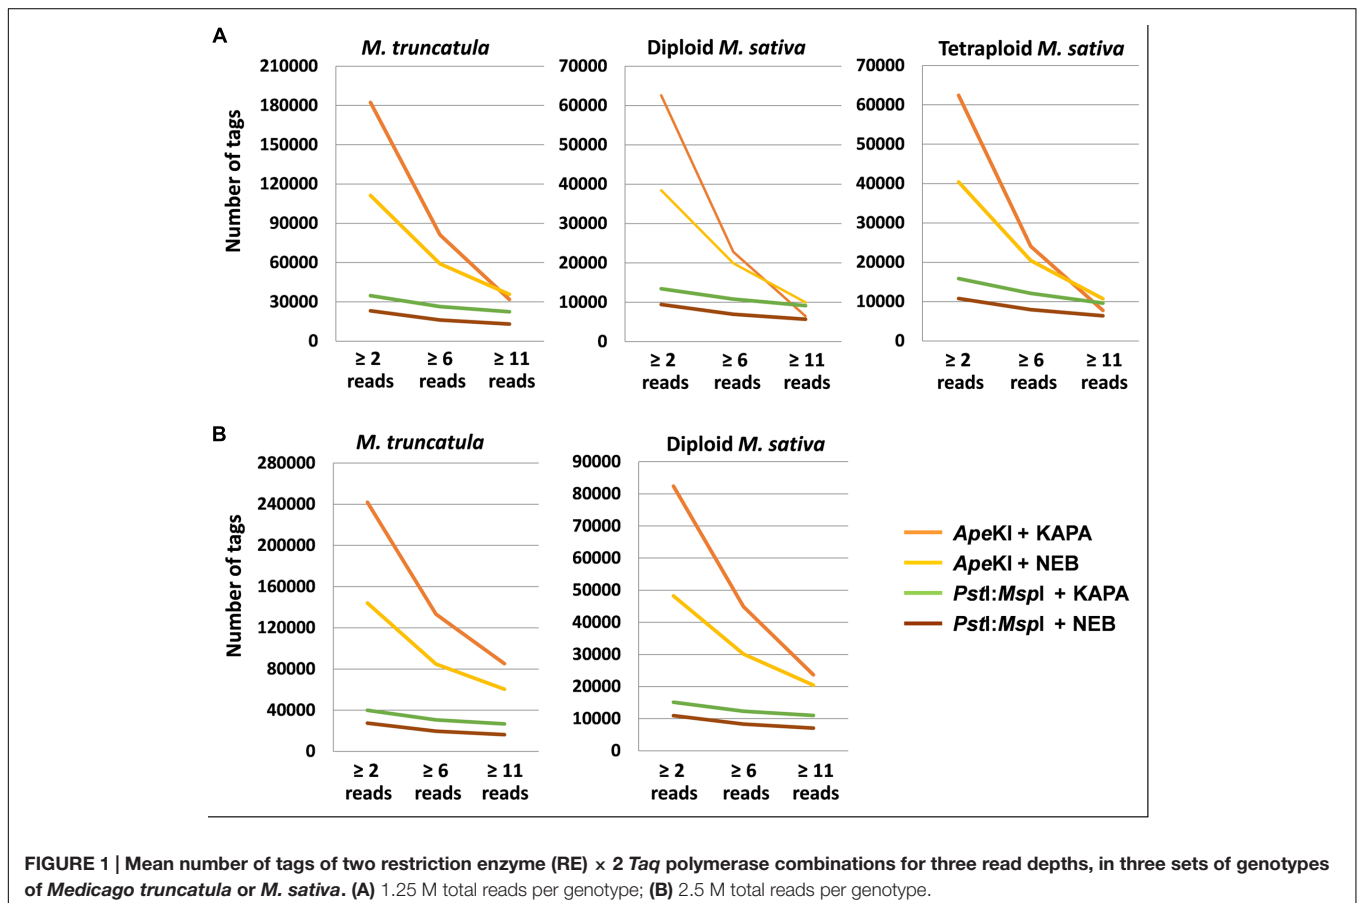 A
M. truncatula
Diploid M. sativa
Tetraploid M. sativa
Number of tags
210000
180000
150000
120000
90000
60000
30000
0
≥ 2 reads
≥ 6 reads
≥ 11 reads
70000
60000
50000
40000
30000
20000
10000
0
≥ 2 reads
≥ 6 reads
≥ 11 reads
70000
60000
50000
40000
30000
20000
10000
0
≥ 2 reads
≥ 6 reads
≥ 11 reads
B
M. truncatula
Diploid M. sativa
Number of tags
280000
240000
200000
160000
120000
80000
40000
0
≥ 2 reads
≥ 6 reads
≥ 11 reads
90000
80000
70000
60000
50000
40000
30000
20000
10000
0
≥ 2 reads
≥ 6 reads
≥ 11 reads
ApeKI + KAPA
ApeKI + NEB
PstI:MspI + KAPA
PstI:MspI + NEB
FIGURE 1 | Mean number of tags of two restriction enzyme (RE) × 2 Taq polymerase combinations for three read depths, in three sets of genotypes
of Medicago truncatula or M. sativa. (A) 1.25 M total reads per genotype; (B) 2.5 M total reads per genotype.